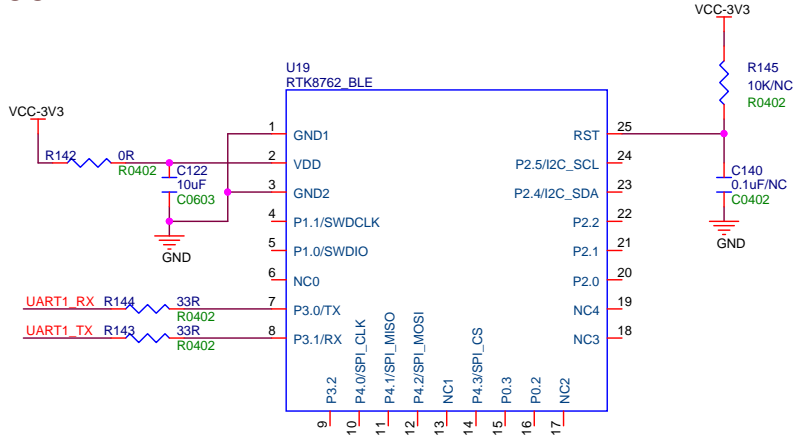 VCC-3V3
U19
RTK8762_BLE
R145
10K/NC
R0402
VCC-3V3
R142
0R
R0402
C122
10uF
C0603
GND
1
GND1
2
VDD
3
GND2
4
P1.1/SWDCLK
5
P1.0/SWDIO
6
NC0
7
P3.0/TX
8
P3.1/RX
RST
25
P2.5/I2C_SCL
24
P2.4/I2C_SDA
23
P2.2
22
P2.1
21
P2.0
20
NC4
19
NC3
18
C140
0.1uF/NC
C0402
GND
UART1_RX
R144
33R
R0402
UART1_TX
R143
33R
R0402
P3.2
P4.0/SPI_CLK
P4.1/SPI_MISO
P4.2/SPI_MOSI
NC1
P4.3/SPI_CS
P0.3
P0.2
NC2
9
10
11
12
13
14
15
16
17